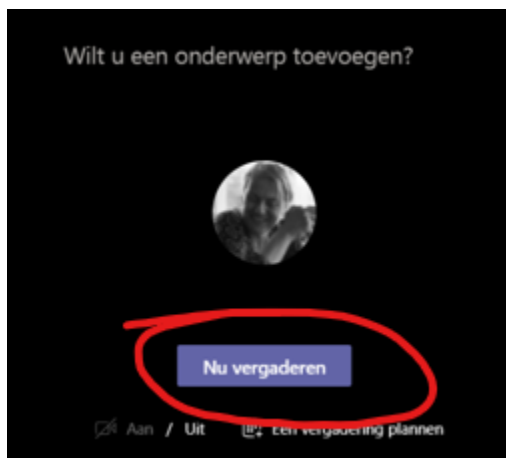 Wilt u een onderwerp toevoegen?
Nu vergaderen
Aan / Uit Een vergadering plannen